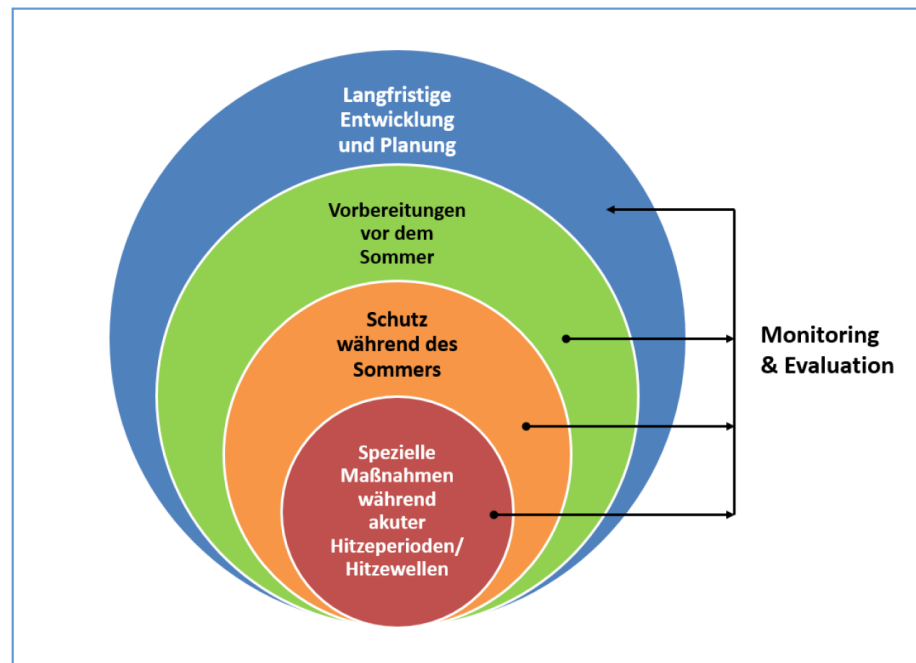 Langfristige
Entwicklung
und Planung
Vorbereitungen
vor dem
Sommer
Schutz
während des
Sommers
Spezielle
Maßnahmen
während
akuter
Hitzeperioden/
Hitzewellen
Monitoring
& Evaluation